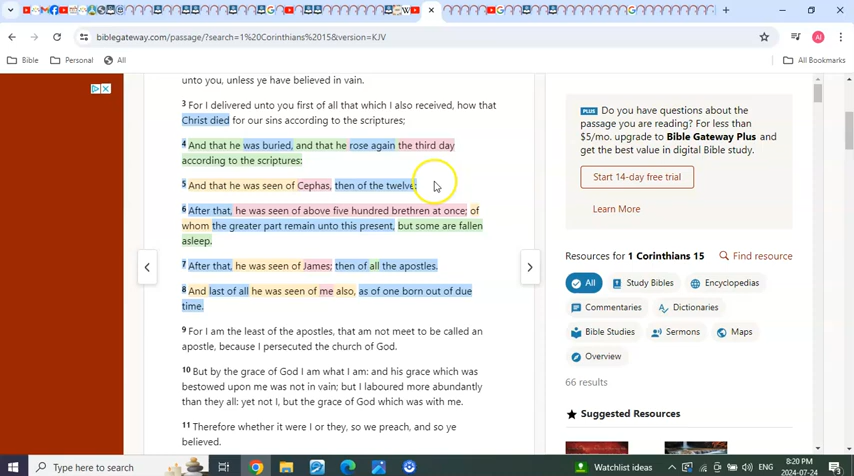 biblegateway.com/passage/?search=1%20Corinthians%2015&version=KJV
AI
Bible
Personal
All
All Bookmarks
unto you, unless ye have believed in vain.
3 For I delivered unto you first of all that which I also received, how that
Christ died for our sins according to the scriptures;
4 And that he was buried, and that he rose again the third day
according to the scriptures:
5 And that he was seen of Cephas, then of the twelve:
6 After that, he was seen of above five hundred brethren at once; of
whom the greater part remain unto this present, but some are fallen
asleep.
7 After that, he was seen of James; then of all the apostles.
8 And last of all he was seen of me also, as of one born out of due
time.
9 For I am the least of the apostles, that am not meet to be called an
apostle, because I persecuted the church of God.
10 But by the grace of God I am what I am: and his grace which was
bestowed upon me was not in vain; but I laboured more abundantly
than they all: yet not I, but the grace of God which was with me.
11 Therefore whether it were I or they, so we preach, and so ye
believed.
PLUS Do you have questions about the
passage you are reading? For less than
$5/mo. upgrade to Bible Gateway Plus and
get the best value in digital Bible study.
Start 14-day free trial
Learn More
Resources for 1 Corinthians 15
Find resource
All
Study Bibles
Encyclopedias
Commentaries
Dictionaries
Bible Studies
Sermons
Maps
Overview
66 results
Suggested Resources
Type here to search
Watchlist ideas
ENG
8:20 PM
2024-07-24